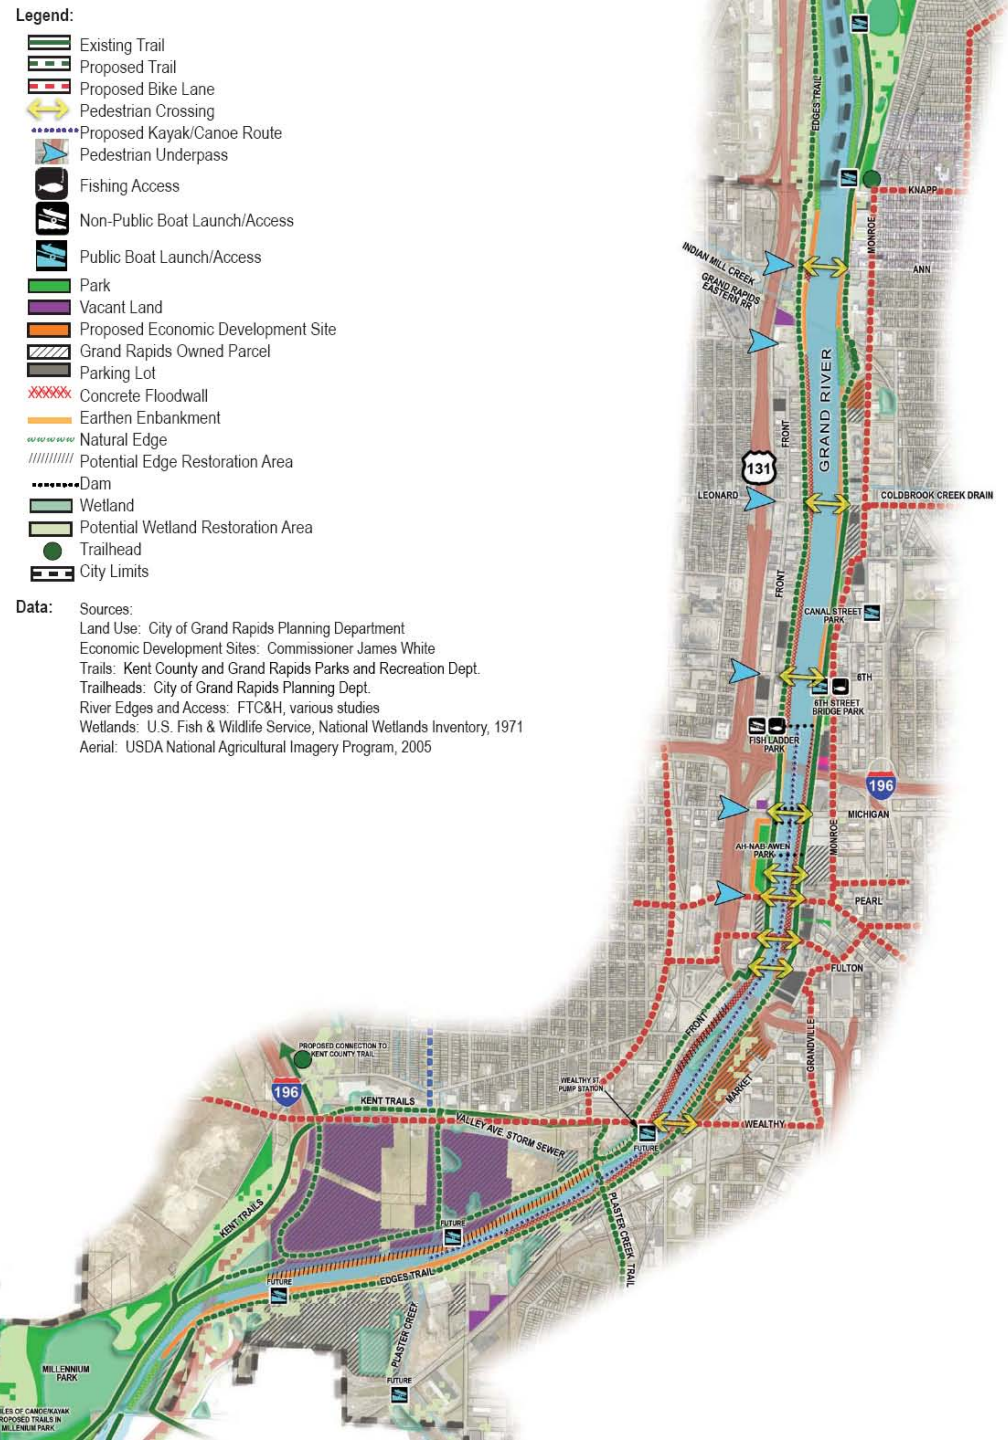 Legend:
Existing Trail
Proposed Trail
Proposed Bike Lane
Pedestrian Crossing
Proposed Kayak/Canoe Route
Pedestrian Underpass
Fishing Access
Non-Public Boat Launch/Access
Public Boat Launch/Access
Park
Vacant Land
Proposed Economic Development Site
Grand Rapids Owned Parcel
Parking Lot
Concrete Floodwall
Earthen Enbankment
Natural Edge
Potential Edge Restoration Area
Dam
Wetland
Potential Wetland Restoration Area
Trailhead
City Limits
Data: Sources:
Land Use: City of Grand Rapids Planning Department
Economic Development Sites: Commissioner James White
Trails: Kent County and Grand Rapids Parks and Recreation Dept.
Trailheads: City of Grand Rapids Planning Dept.
River Edges and Access: FTC&H, various studies
Wetlands: U.S. Fish & Wildlife Service, National Wetlands Inventory, 1971
Aerial: USDA National Agricultural Imagery Program, 2005
EDGES TRAIL
KNAPP
MONROE
ANN
INDIAN MILL CREEK
GRAND RAPIDS
EASTERN RR
GRAND RIVER
FRONT
131
LEONARD
COLDBROOK CREEK DRAIN
FRONT
CANAL STREET
PARK
6TH
6TH STREET
BRIDGE PARK
FISH LADDER
PARK
196
MICHIGAN
MONROE
AH-NAB-AWEN
PARK
PEARL
FULTON
FRONT
GRANDVILLE
MARKET
PROPOSED CONNECTION TO
KENT COUNTY TRAIL
196
WEALTHY ST.
PUMP STATION
KENT TRAILS
VALLEY AVE. STORM SEWER
WEALTHY
FUTURE
KENT TRAILS
PLASTER CREEK TRAIL
FUTURE
FUTURE
EDGES TRAIL
PLASTER CREEK
MILLENNIUM
PARK
FUTURE
OF CANOE/KAYAK
TRAILS IN
MILLENIUM PARK